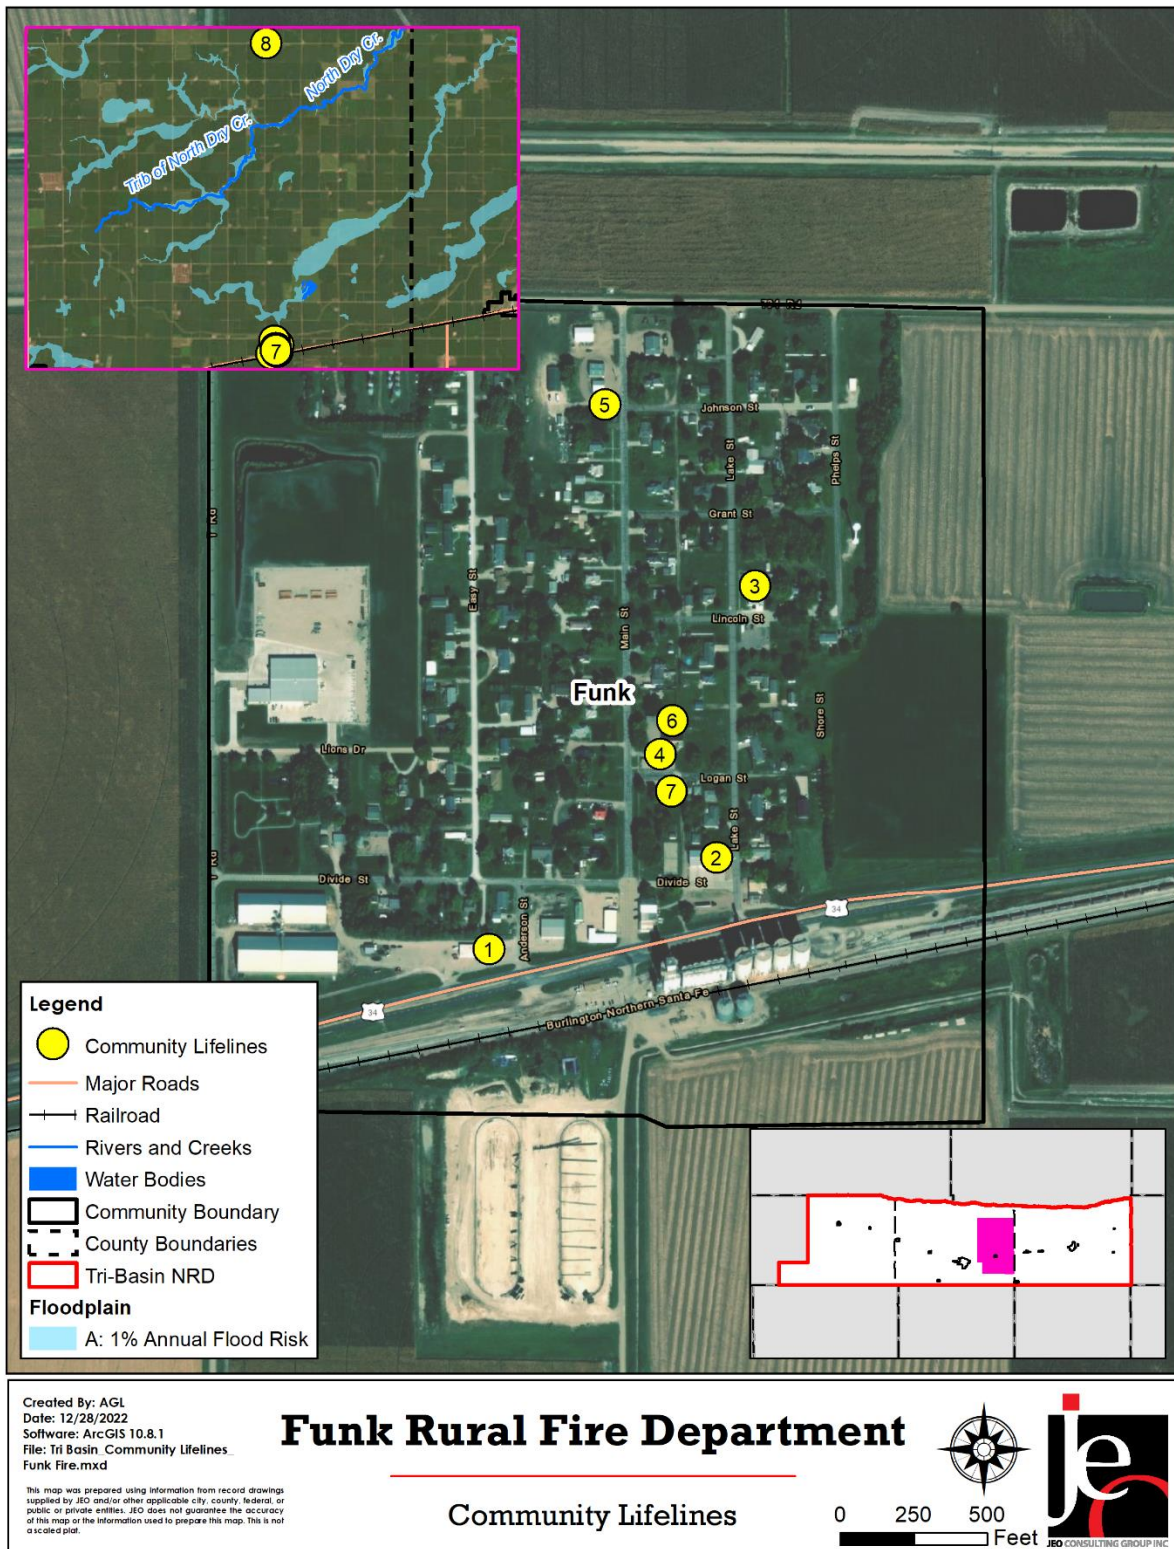 8
North Dry Cr.
Trib of North Dry Cr.
7
5
Johnson St
Lake St
Phelps St
Grant St
3
Easy St
Main St
Lincoln St
Funk
6
Shore St
Lions Dr
4
Logan St
7
Lake St
2
Divide St
Divide St
Anderson St
34
1
34
Burlington Northern Santa Fe
Legend
Community Lifelines
Major Roads
Railroad
Rivers and Creeks
Water Bodies
Community Boundary
County Boundaries
Tri-Basin NRD
Floodplain
A: 1% Annual Flood Risk
Created By: AGL
Date: 12/28/2022
Software: ArcGIS 10.8.1
File: Tri Basin_Community Lifelines_
Funk Fire.mxd
This map was prepared using information from record drawings
supplied by JEO and/or other applicable city, county, federal, or
public or private entities. JEO does not guarantee the accuracy
of this map or the information used to prepare this map. This is not
a scaled plat.
Funk Rural Fire Department
Community Lifelines
0 250 500
Feet
jeo
JEO CONSULTING GROUP INC